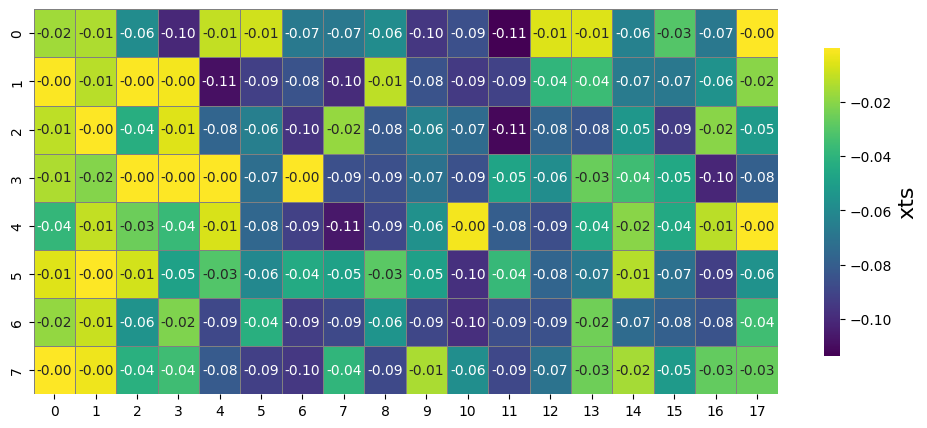 0 -0.02 -0.01 -0.06 -0.10 -0.01 -0.01 -0.07 -0.07 -0.06 -0.10 -0.09 -0.11 -0.01 -0.01 -0.06 -0.03 -0.07 -0.00
1 -0.00 -0.01 -0.00 -0.00 -0.11 -0.09 -0.08 -0.10 -0.01 -0.08 -0.09 -0.09 -0.04 -0.04 -0.07 -0.07 -0.06 -0.02
2 -0.01 -0.00 -0.04 -0.01 -0.08 -0.06 -0.10 -0.02 -0.08 -0.06 -0.07 -0.11 -0.08 -0.08 -0.05 -0.09 -0.02 -0.05
3 -0.01 -0.02 -0.00 -0.00 -0.00 -0.07 -0.00 -0.09 -0.09 -0.07 -0.09 -0.05 -0.06 -0.03 -0.04 -0.05 -0.10 -0.08
4 -0.04 -0.01 -0.03 -0.04 -0.01 -0.08 -0.09 -0.11 -0.09 -0.06 -0.00 -0.08 -0.09 -0.04 -0.02 -0.04 -0.01 -0.00
5 -0.01 -0.00 -0.01 -0.05 -0.03 -0.06 -0.04 -0.05 -0.03 -0.05 -0.10 -0.04 -0.08 -0.07 -0.01 -0.07 -0.09 -0.06
6 -0.02 -0.01 -0.06 -0.02 -0.09 -0.04 -0.09 -0.09 -0.06 -0.09 -0.10 -0.09 -0.09 -0.02 -0.07 -0.08 -0.08 -0.04
7 -0.00 -0.00 -0.04 -0.04 -0.08 -0.09 -0.10 -0.04 -0.09 -0.01 -0.06 -0.09 -0.07 -0.03 -0.02 -0.05 -0.03 -0.03
0 1 2 3 4 5 6 7 8 9 10 11 12 13 14 15 16 17
−0.02
−0.04
−0.06
−0.08
−0.10
xts